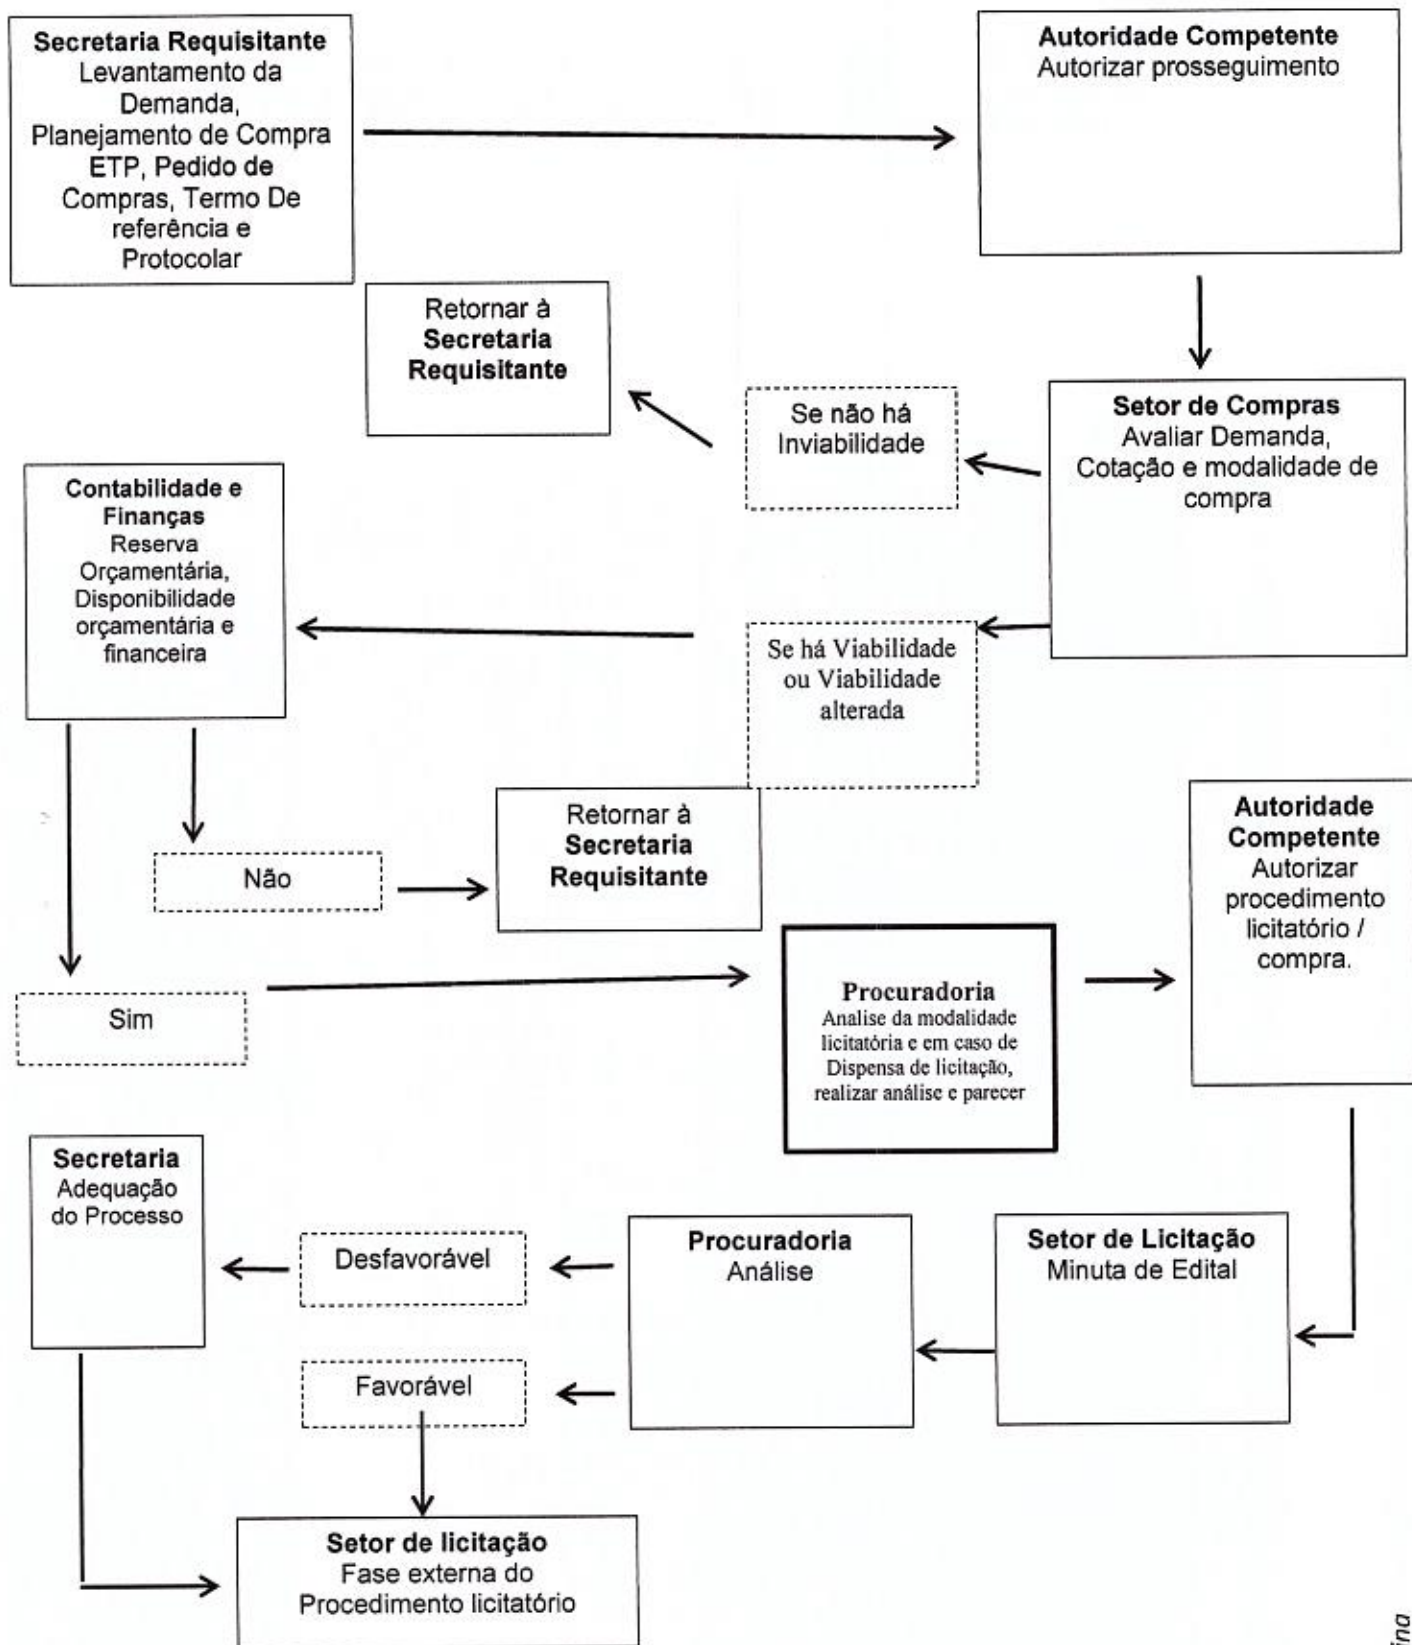 Secretaria Requisitante
Levantamento da
Demanda,
Planejamento de Compra
ETP, Pedido de
Compras, Termo De
referência e
Protocolar
Autoridade Competente
Autorizar prosseguimento
Retornar à
Secretaria
Requisitante
Se não há
Inviabilidade
Setor de Compras
Avaliar Demanda,
Cotação e modalidade de
compra
Contabilidade e
Finanças
Reserva
Orçamentária,
Disponibilidade
orçamentária e
financeira
Se há Viabilidade
ou Viabilidade
alterada
Não
Retornar à
Secretaria
Requisitante
Autoridade
Competente
Autorizar
procedimento
licitatório /
compra.
Sim
Procuradoria
Analise da modalidade
licitatória e em caso de
Dispensa de licitação,
realizar análise e parecer
Secretaria
Adequação
do Processo
Desfavorável
Procuradoria
Análise
Setor de Licitação
Minuta de Edital
Favorável
Setor de licitação
Fase externa do
Procedimento licitatório